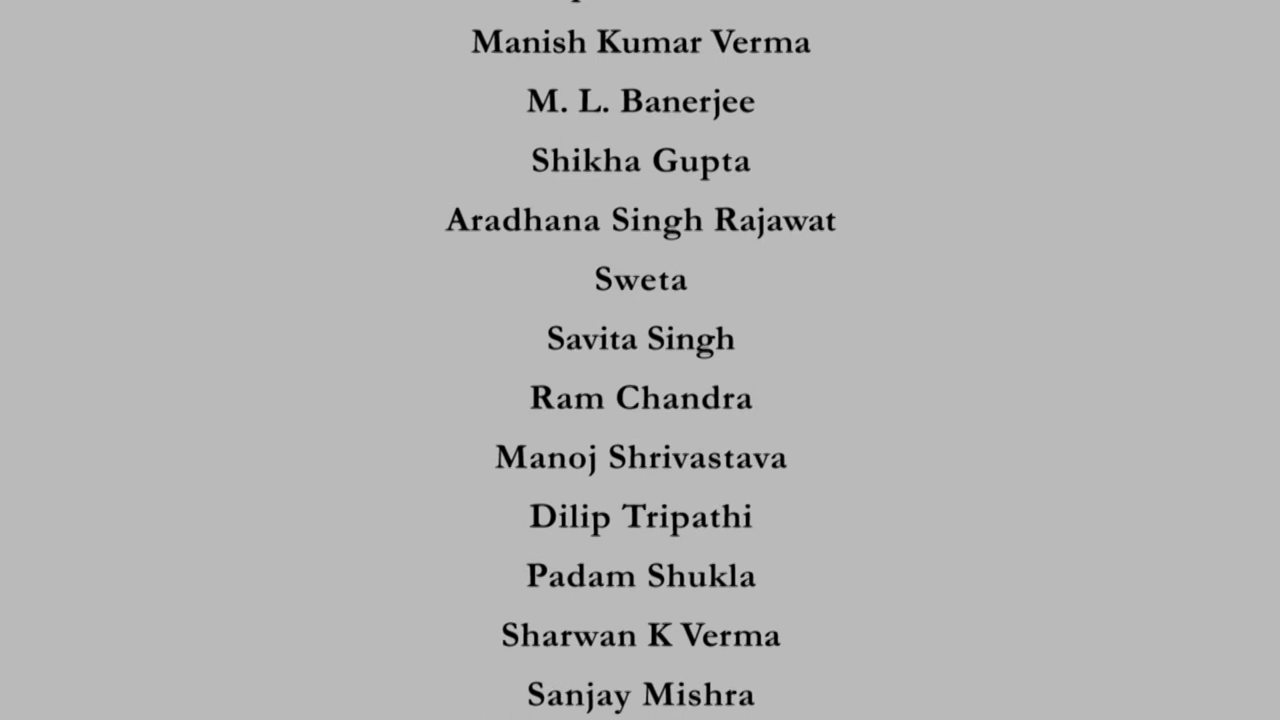 Manish Kumar Verma
M. L. Banerjee
Shikha Gupta
Aradhana Singh Rajawat
Sweta
Savita Singh
Ram Chandra
Manoj Shrivastava
Dilip Tripathi
Padam Shukla
Sharwan K Verma
Sanjay Mishra